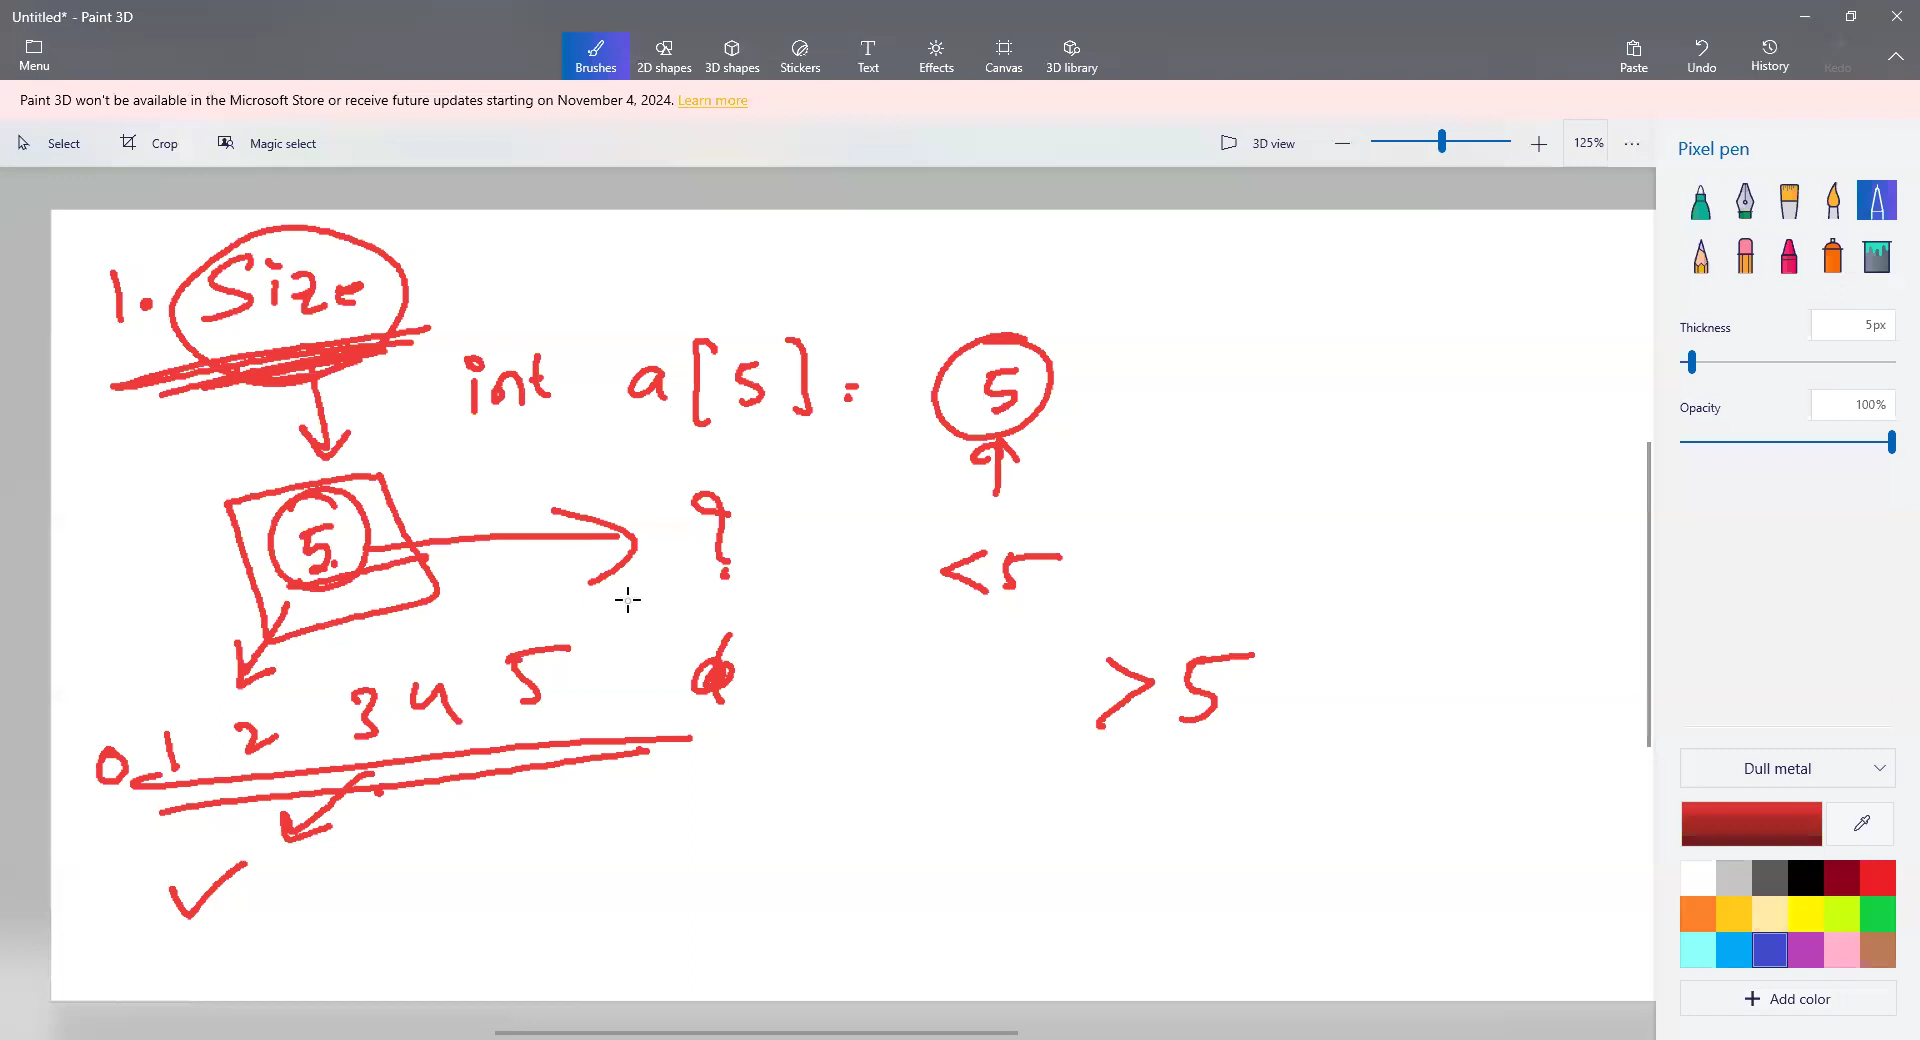 Untitled* - Paint 3D
Menu
Brushes 2D shapes 3D shapes Stickers Text Effects Canvas 3D library
Paste Undo History Redo
Paint 3D won't be available in the Microsoft Store or receive future updates starting on November 4, 2024. Learn more
Select Crop Magic select
3D view 125%
Pixel pen
Thickness 5px
Opacity 100%
Dull metal
Add color
1. Size
int a[5]: 5
5 ?
<5
>5
0 1 2 3 4 5